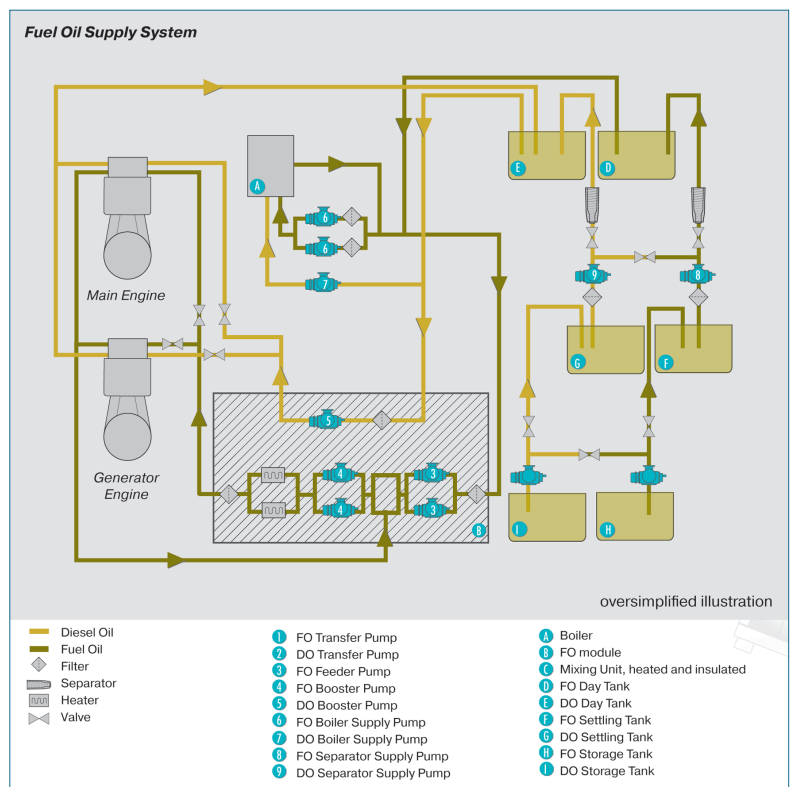 Fuel Oil Supply System
E
D
A
6
6
7
9
8
Main Engine
G
F
5
Generator
Engine
4
3
4
3
B
I
H
oversimplified illustration
Diesel Oil
Fuel Oil
Filter
Separator
Heater
Valve
1 FO Transfer Pump
2 DO Transfer Pump
3 FO Feeder Pump
4 FO Booster Pump
5 DO Booster Pump
6 FO Boiler Supply Pump
7 DO Boiler Supply Pump
8 FO Separator Supply Pump
9 DO Separator Supply Pump
A Boiler
B FO module
C Mixing Unit, heated and insulated
D FO Day Tank
E DO Day Tank
F FO Settling Tank
G DO Settling Tank
H FO Storage Tank
I DO Storage Tank